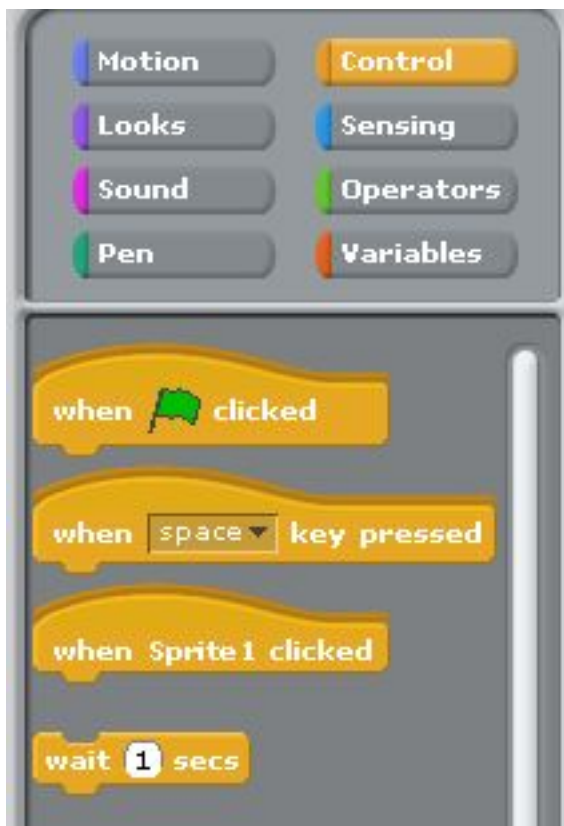 Motion Control
Looks Sensing
Sound Operators
Pen Variables
when clicked
when space key pressed
when Sprite1 clicked
wait 1 secs